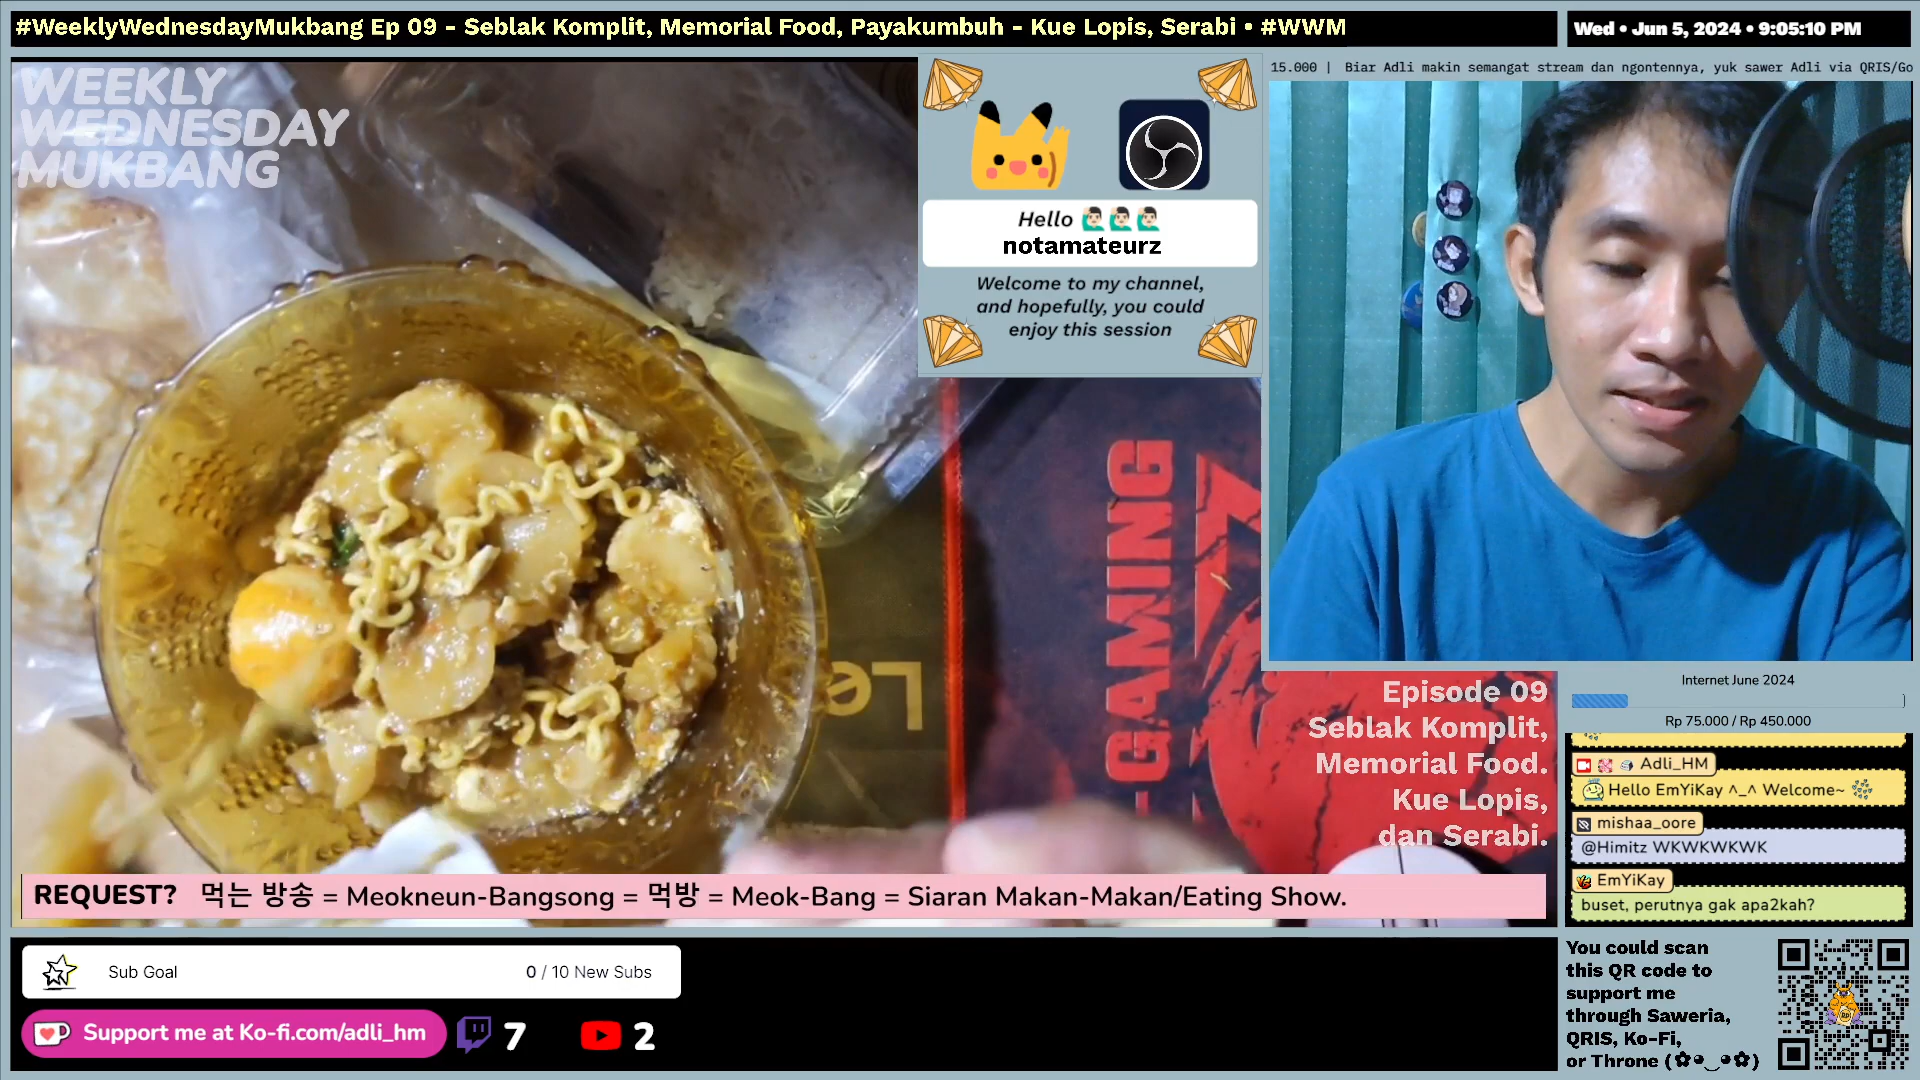 #WeeklyWednesdayMukbang Ep 09 - Seblak Komplit, Memorial Food, Payakumbuh - Kue Lopis, Serabi • #WWM
Wed • Jun 5, 2024 • 9:05:10 PM
15.000 | Biar Adli makin semangat stream dan ngontennya, yuk sawer Adli via QRIS/Go
WEEKLY
WEDNESDAY
MUKBANG
Hello 🙋🏻‍♂️🙋🏻‍♂️🙋🏻‍♂️
notamateurz
Welcome to my channel,
and hopefully, you could
enjoy this session
GAMING
Le
Episode 09
Seblak Komplit,
Memorial Food.
Kue Lopis,
dan Serabi.
Internet June 2024
Rp 75.000 / Rp 450.000
Adli_HM
Hello EmYiKay ^_^ Welcome~
mishaa_oore
@Himitz WKWKWKWK
EmYiKay
buset, perutnya gak apa2kah?
REQUEST? 먹는 방송 = Meokneun-Bangsong = 먹방 = Meok-Bang = Siaran Makan-Makan/Eating Show.
Sub Goal
0 / 10 New Subs
Support me at Ko-fi.com/adli_hm
7
2
You could scan
this QR code to
support me
through Saweria,
QRIS, Ko-Fi,
or Throne (✿◕‿◕✿)